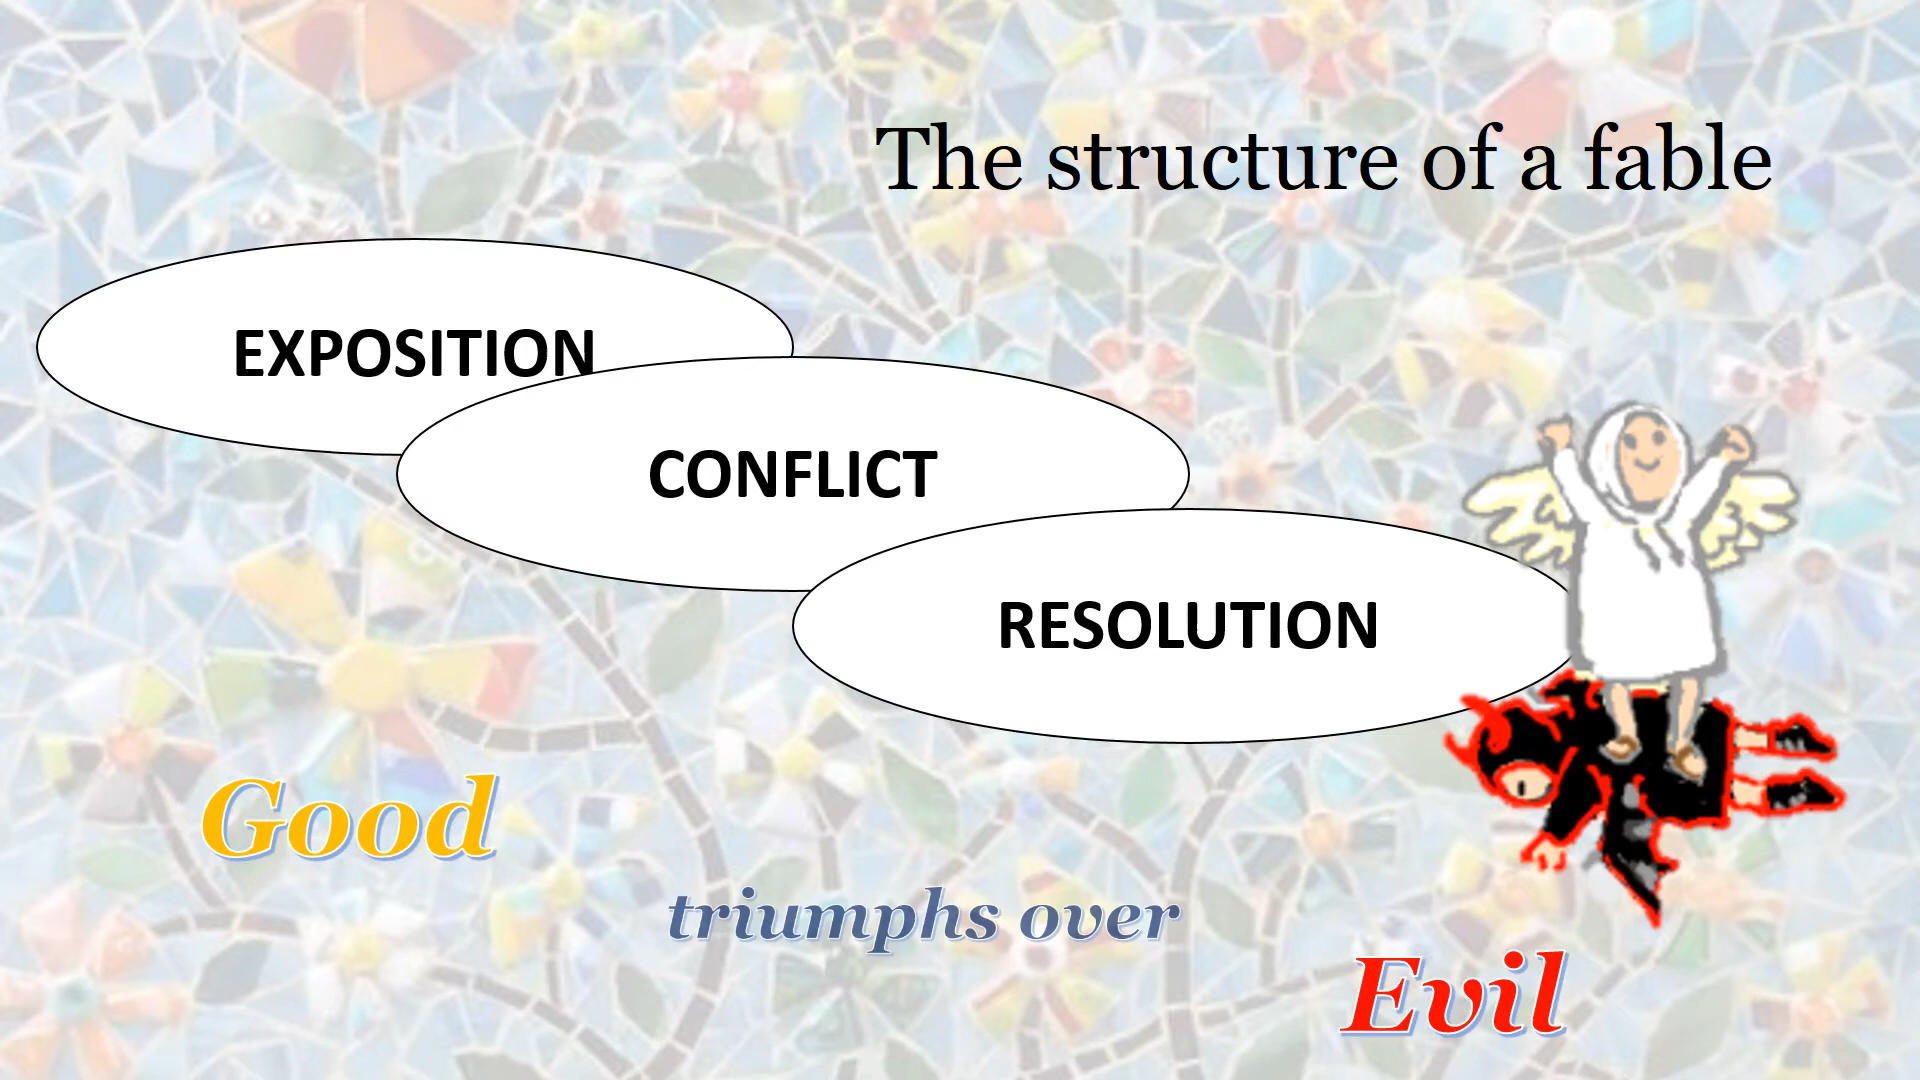 The structure of a fable
EXPOSITION
CONFLICT
RESOLUTION
Good
triumphs over
Evil